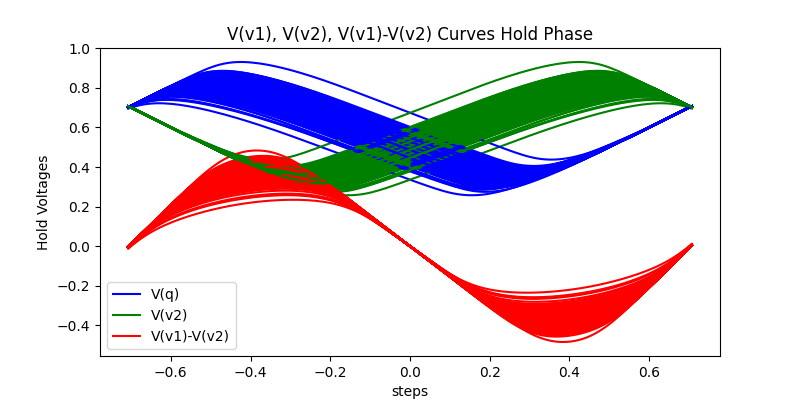 V(v1), V(v2), V(v1)-V(v2) Curves Hold Phase
Hold Voltages
1.0
0.8
0.6
0.4
0.2
0.0
−0.2
−0.4
V(q)
V(v2)
V(v1)-V(v2)
−0.6
−0.4
−0.2
0.0
0.2
0.4
0.6
steps